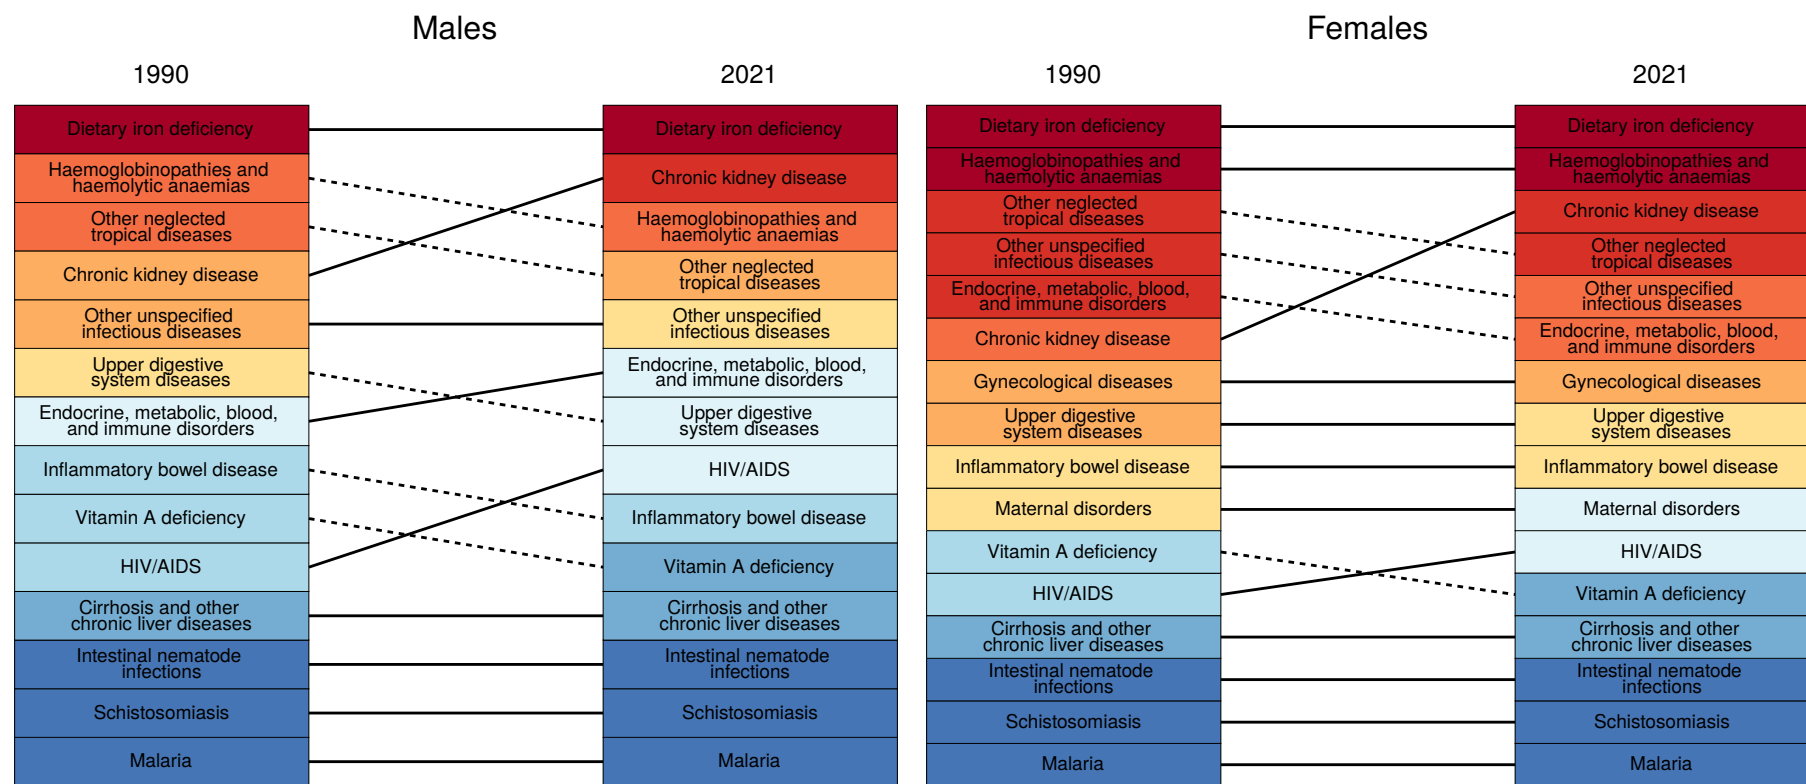 Males
1990
2021
Dietary iron deficiency
Haemoglobinopathies and
haemolytic anaemias
Other neglected
tropical diseases
Chronic kidney disease
Other unspecified
infectious diseases
Upper digestive
system diseases
Endocrine, metabolic, blood,
and immune disorders
Inflammatory bowel disease
Vitamin A deficiency
HIV/AIDS
Cirrhosis and other
chronic liver diseases
Intestinal nematode
infections
Schistosomiasis
Malaria
Dietary iron deficiency
Chronic kidney disease
Haemoglobinopathies and
haemolytic anaemias
Other neglected
tropical diseases
Other unspecified
infectious diseases
Endocrine, metabolic, blood,
and immune disorders
Upper digestive
system diseases
HIV/AIDS
Inflammatory bowel disease
Vitamin A deficiency
Cirrhosis and other
chronic liver diseases
Intestinal nematode
infections
Schistosomiasis
Malaria
Females
1990
2021
Dietary iron deficiency
Haemoglobinopathies and
haemolytic anaemias
Other neglected
tropical diseases
Other unspecified
infectious diseases
Endocrine, metabolic, blood,
and immune disorders
Chronic kidney disease
Gynecological diseases
Upper digestive
system diseases
Inflammatory bowel disease
Maternal disorders
Vitamin A deficiency
HIV/AIDS
Cirrhosis and other
chronic liver diseases
Intestinal nematode
infections
Schistosomiasis
Malaria
Dietary iron deficiency
Haemoglobinopathies and
haemolytic anaemias
Chronic kidney disease
Other neglected
tropical diseases
Other unspecified
infectious diseases
Endocrine, metabolic, blood,
and immune disorders
Gynecological diseases
Upper digestive
system diseases
Inflammatory bowel disease
Maternal disorders
HIV/AIDS
Vitamin A deficiency
Cirrhosis and other
chronic liver diseases
Intestinal nematode
infections
Schistosomiasis
Malaria